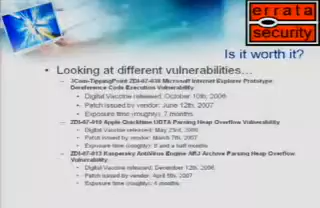 errata
security
Is it worth it?
• Looking at different vulnerabilities…
– 3Com-TippingPoint ZDI-07-038 Microsoft Internet Explorer Prototype
Dereference Code Execution Vulnerability
• Digital Vaccine released: October 10th, 2006
• Patch issued by vendor: June 12th, 2007
• Exposure time (roughly): 7 months
– ZDI-07-010 Apple Quicktime UDTA Parsing Heap Overflow Vulnerability
• Digital Vaccine released: May 23rd, 2006
• Patch issued by vendor: March 7th, 2007
• Exposure time (roughly): 8 and a half months
– ZDI-07-013 Kaspersky AntiVirus Engine ARJ Archive Parsing Heap Overflow
Vulnerability
• Digital Vaccine released: December 12th, 2006
• Patch issued by vendor: April 5th, 2007
• Exposure time (roughly): 4 months